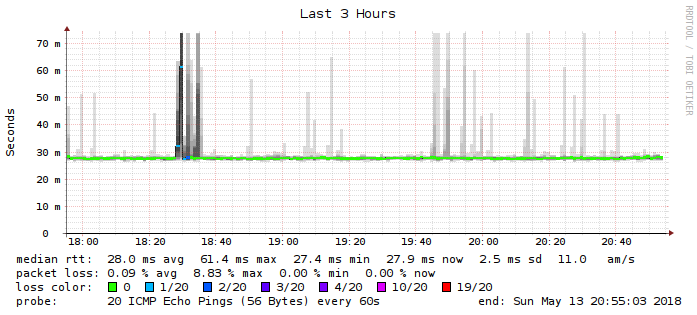 Last 3 Hours
RRDTOOL / TOBI OETIKER
Seconds
70 m
60 m
50 m
40 m
30 m
20 m
10 m
0
18:00 18:20 18:40 19:00 19:20 19:40 20:00 20:20 20:40
median rtt: 28.0 ms avg 61.4 ms max 27.4 ms min 27.9 ms now 2.5 ms sd 11.0 am/s
packet loss: 0.09 % avg 8.83 % max 0.00 % min 0.00 % now
loss color: 0 1/20 2/20 3/20 4/20 10/20 19/20
probe: 20 ICMP Echo Pings (56 Bytes) every 60s end: Sun May 13 20:55:03 2018